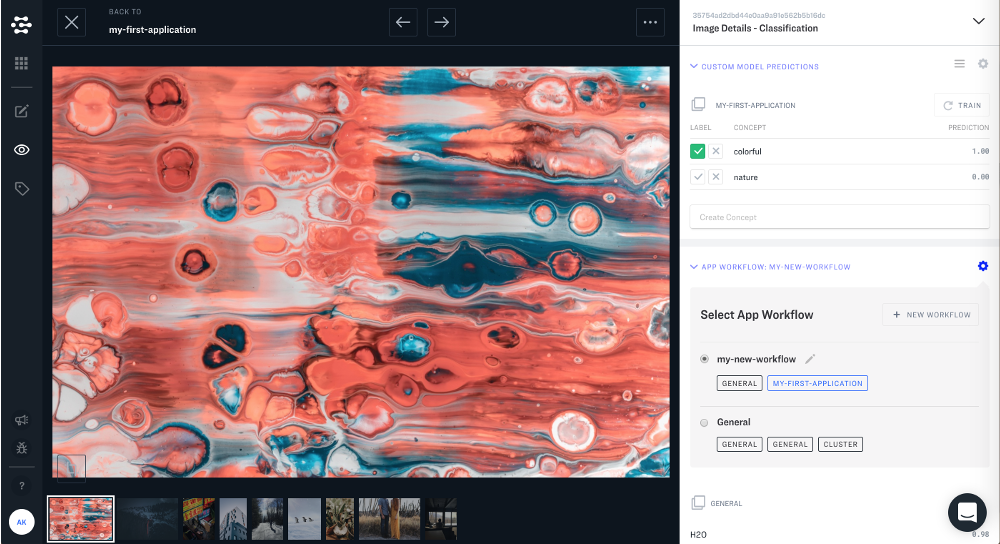 BACK TO
my-first-application
35754ad2dbd44e0aa9a91e562b5b16dc
Image Details - Classification
CUSTOM MODEL PREDICTIONS
MY-FIRST-APPLICATION
TRAIN
LABEL CONCEPT PREDICTION
colorful 1.00
nature 0.00
Create Concept
APP WORKFLOW: MY-NEW-WORKFLOW
Select App Workflow
+ NEW WORKFLOW
my-new-workflow
GENERAL MY-FIRST-APPLICATION
General
GENERAL GENERAL CLUSTER
GENERAL
H2O 0.98
?
AK